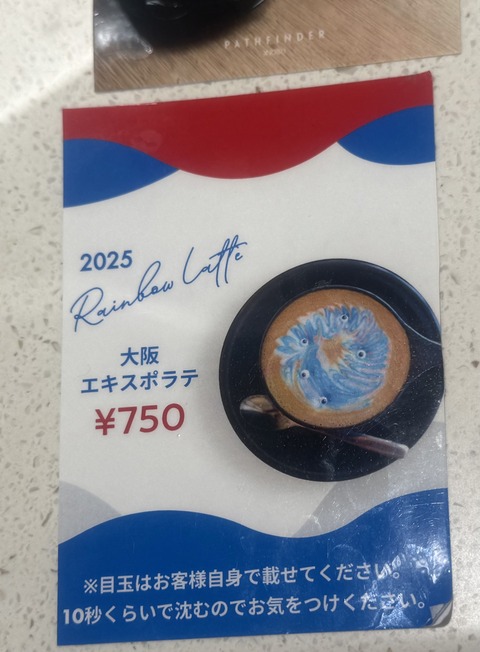 PATHFINDER
2025
Rainbow Latte
大阪
エキスポラテ
¥750
※目玉はお客様自身で載せてください。
10秒くらいで沈むのでお気をつけください。